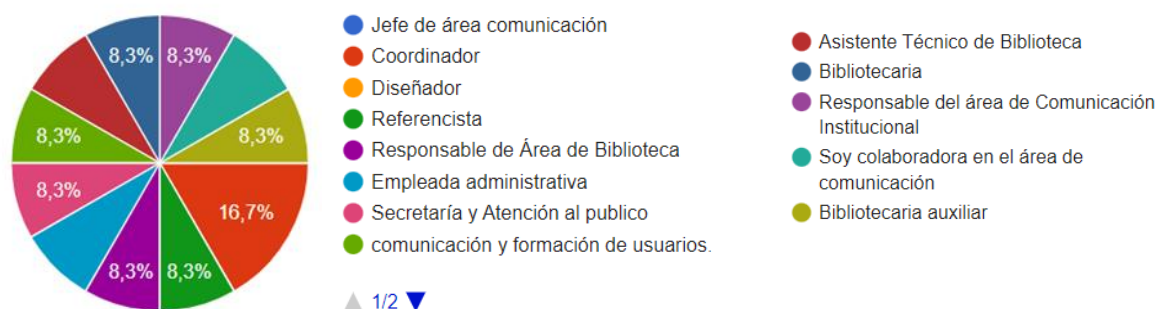 8,3%
8,3%
8,3%
8,3%
8,3%
16,7%
8,3%
8,3%
Jefe de área comunicación
Coordinador
Diseñador
Referencista
Responsable de Área de Biblioteca
Empleada administrativa
Secretaría y Atención al publico
comunicación y formación de usuarios.
1/2
Asistente Técnico de Biblioteca
Bibliotecaria
Responsable del área de Comunicación
Institucional
Soy colaboradora en el área de
comunicación
Bibliotecaria auxiliar